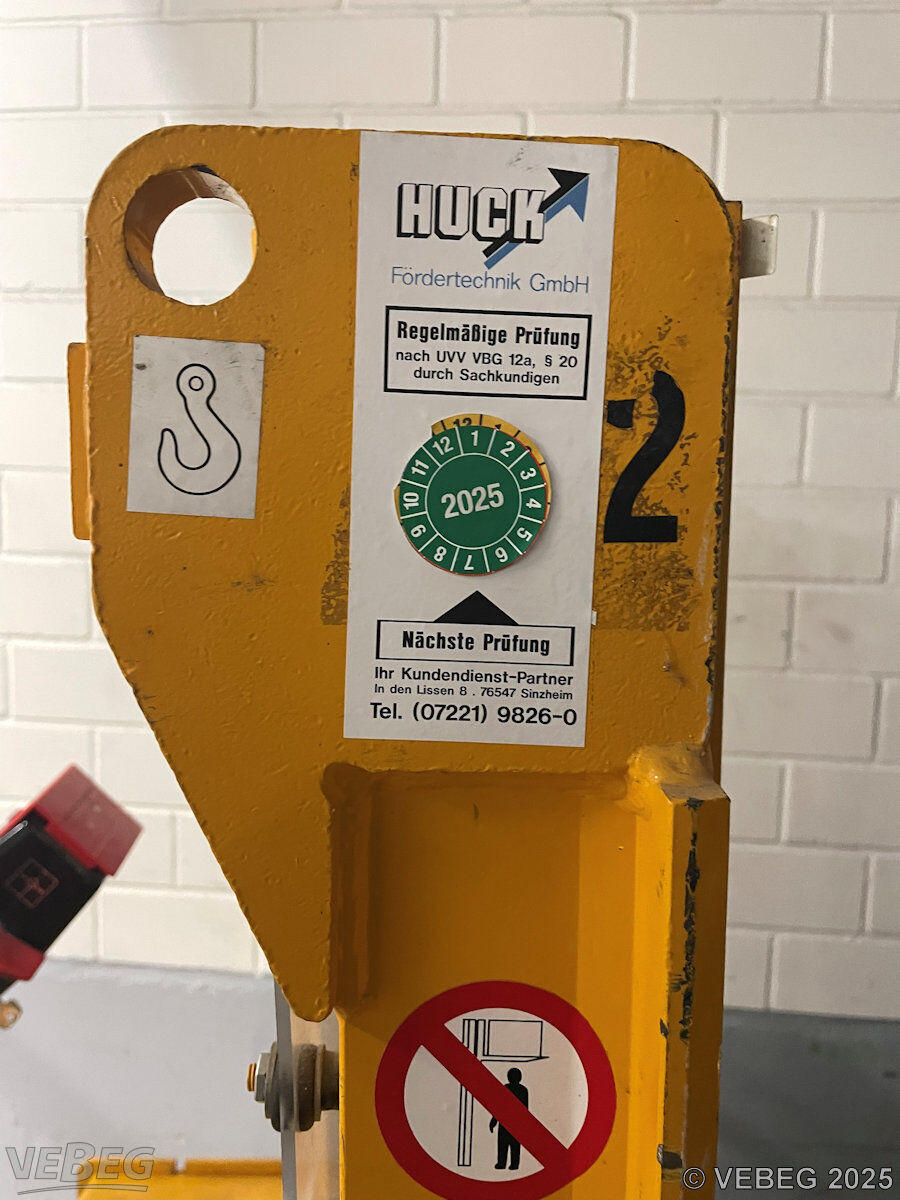 HUCK
Fördertechnik GmbH
Regelmäßige Prüfung
nach UVV VBG 12a, § 20
durch Sachkundigen
2
12 1
1 2 3 4 5 6 7 8 9 10 11 12
2025
Nächste Prüfung
Ihr Kundendienst-Partner
In den Lissen 8 . 76547 Sinzheim
Tel. (07221) 9826-0
VEBEG
© VEBEG 2025